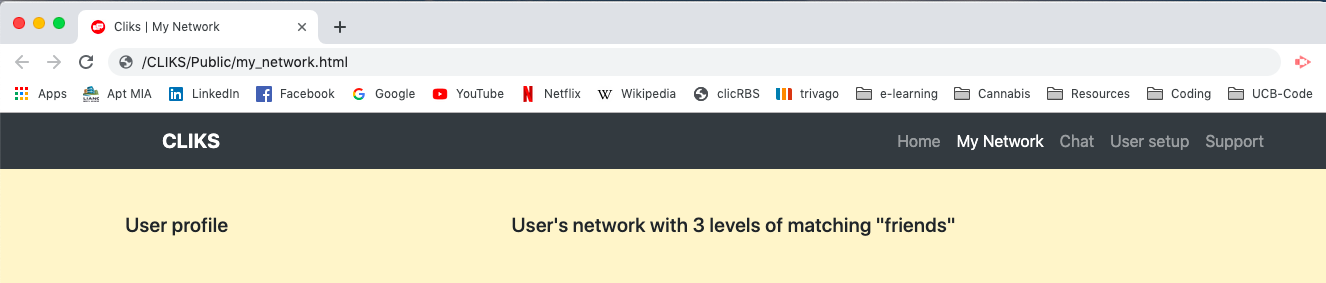 Cliks | My Network
/CLIKS/Public/my_network.html
Apps Apt MIA LinkedIn Facebook Google YouTube Netflix Wikipedia clicRBS trivago e-learning Cannabis Resources Coding UCB-Code
CLIKS Home My Network Chat User setup Support
User profile User's network with 3 levels of matching "friends"